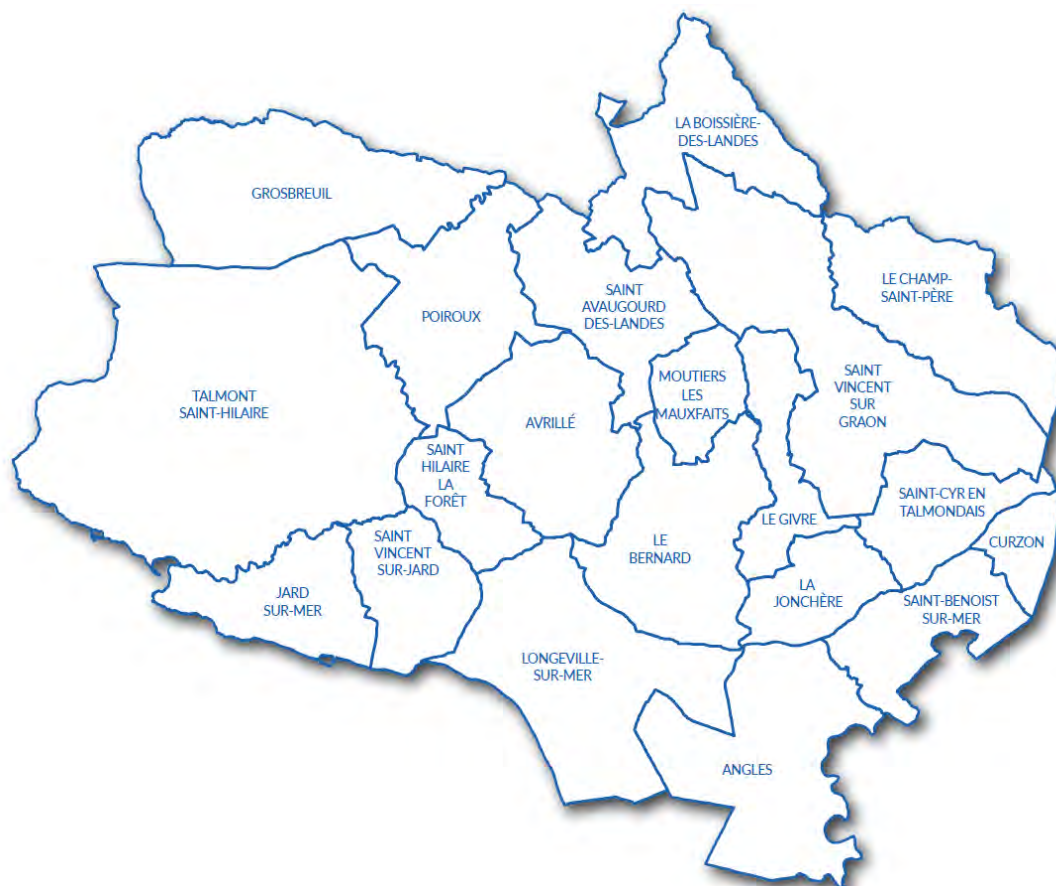 LA BOISSIÈRE-
DES-LANDES
GROSBREUIL
LE CHAMP-
SAINT-PÈRE
SAINT
AVAUGOURD
DES-LANDES
POIROUX
TALMONT
SAINT-HILAIRE
AVRILLÉ
MOUTIERS
LES
MAUXFAITS
SAINT
VINCENT
SUR
GRAON
SAINT
HILAIRE
LA
FORÊT
SAINT-CYR EN
TALMONDAIS
LE GIVRE
SAINT
VINCENT
SUR-JARD
LE
BERNARD
CURZON
JARD
SUR-MER
LA
JONCHÈRE
SAINT-BENOIST
SUR-MER
LONGEVILLE-
SUR-MER
ANGLES